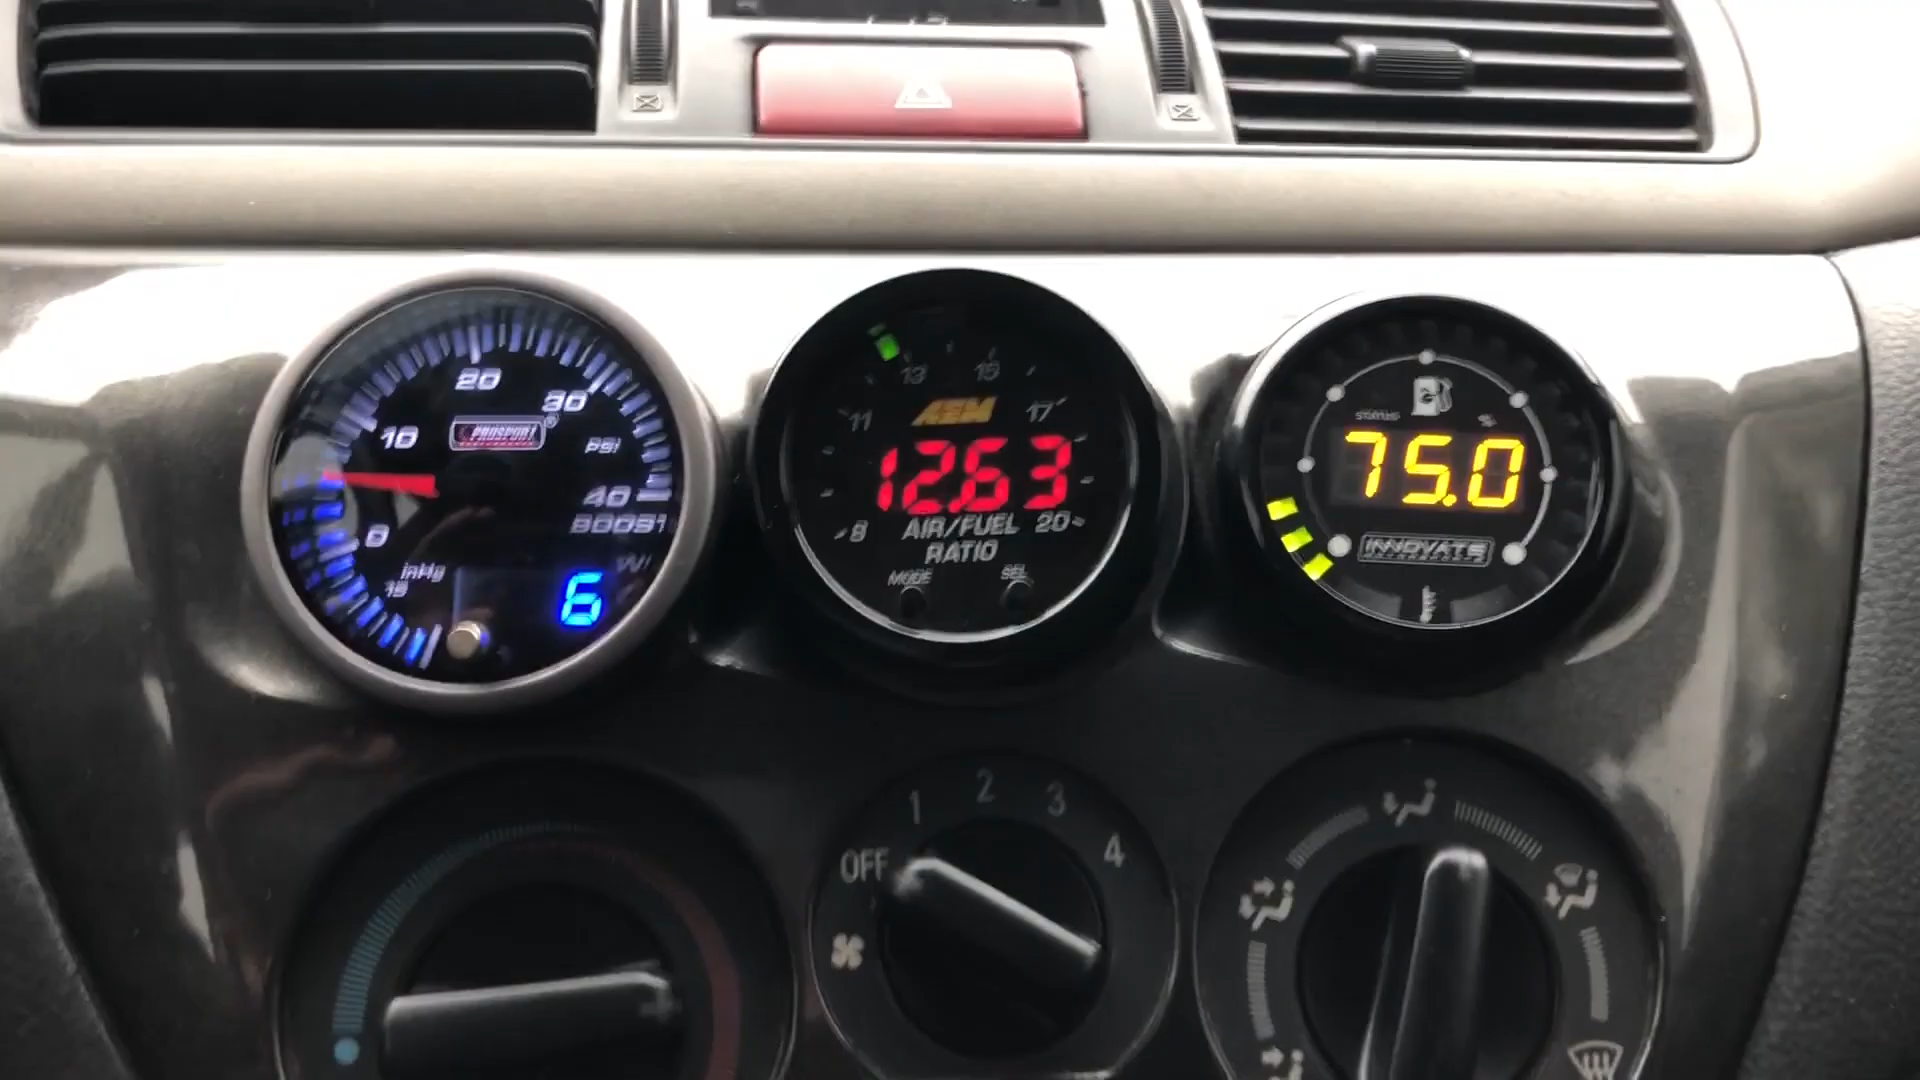 20
30
10
PROSPORT®
PSI
40
BOOST
0
inHg
15
6
13
15
11
AEM
17
12.63
8
AIR/FUEL
20
RATIO
MODE
SEL
75.0
INNOVATE
1
2
3
4
OFF